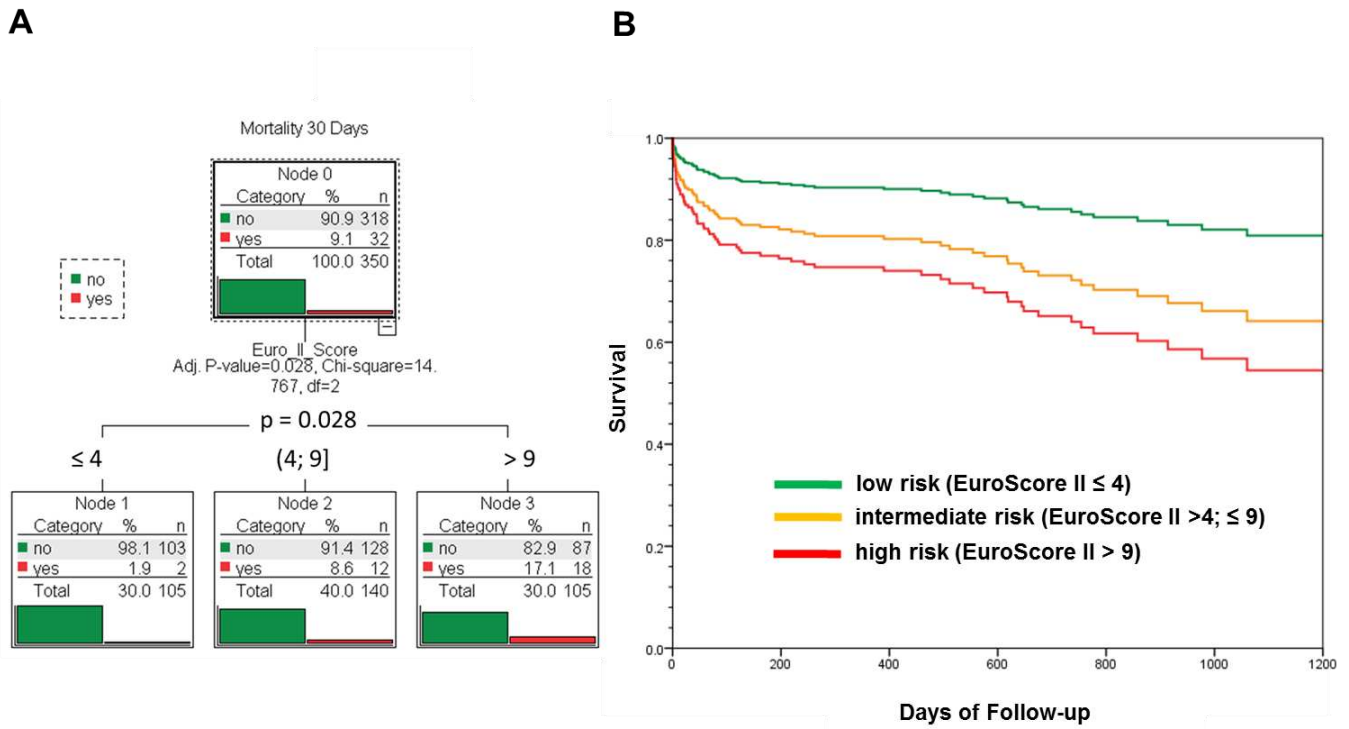 A
Mortality 30 Days
Node 0
Category % n
no 90.9 318
yes 9.1 32
Total 100.0 350
no
yes
Euro_II_Score
Adj. P-value=0.028, Chi-square=14.
767, df=2
p = 0.028
≤ 4
(4; 9]
> 9
Node 1
Category % n
no 98.1 103
yes 1.9 2
Total 30.0 105
Node 2
Category % n
no 91.4 128
yes 8.6 12
Total 40.0 140
Node 3
Category % n
no 82.9 87
yes 17.1 18
Total 30.0 105
B
Survival
1.0
0.8
0.6
0.4
0.2
0.0
low risk (EuroScore II ≤ 4)
intermediate risk (EuroScore II >4; ≤ 9)
high risk (EuroScore II > 9)
0 200 400 600 800 1000 1200
Days of Follow-up